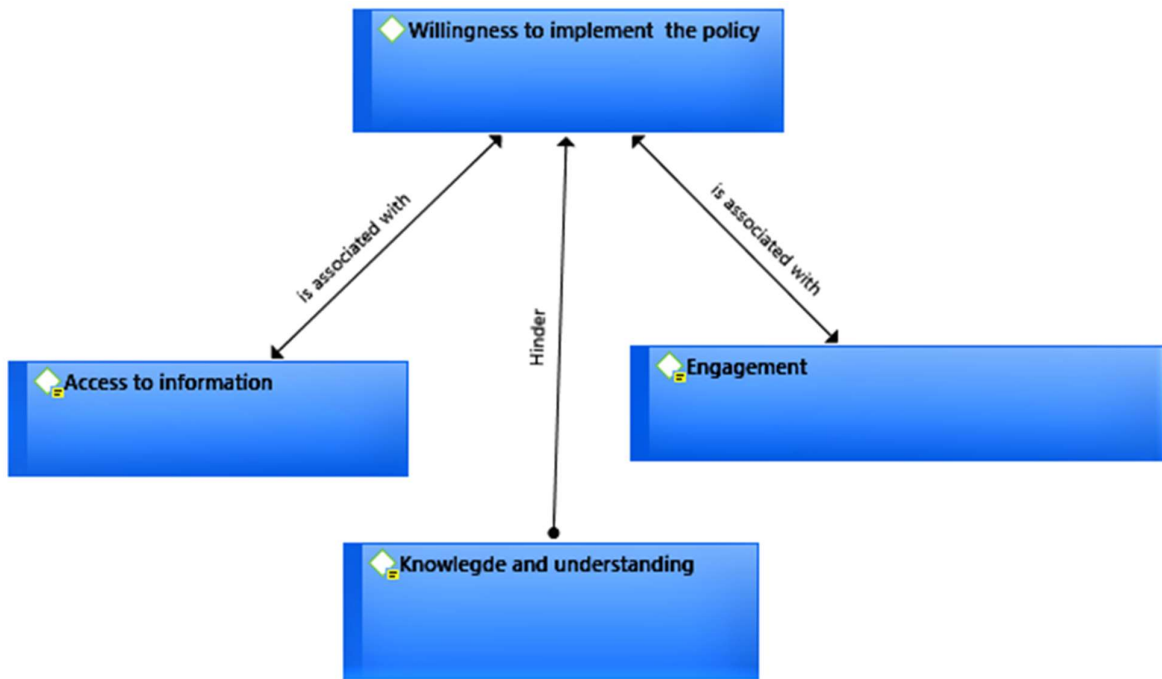 Willingness to implement  the policy
is associated with
is associated with
Hinder
Access to information
Engagement
Knowlegde and understanding